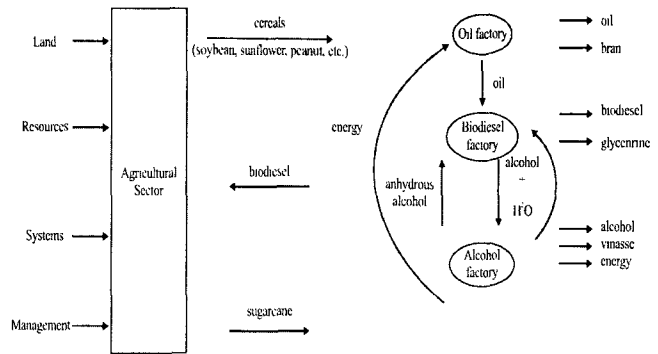 Land
Resources
Systems
Management
Agricultural
Sector
cereals
(soybean, sunflower, peanut, etc.)
biodiesel
sugarcane
energy
Oil factory
oil
Biodiesel
factory
anhydrous
alcohol
alcohol
+
Alcohol
factory
oil
bran
biodiesel
glycerine
alcohol
vinasse
energy